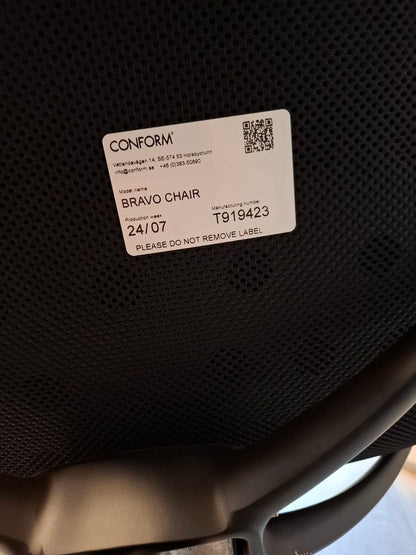 CONFORM®
Vetlandavägen 14, SE-574 53 Holsbybrunn
info@conform.se +46 (0)383-50890
Model name
BRAVO CHAIR
Production week
24/07
Manufacturing number
T919423
PLEASE DO NOT REMOVE LABEL